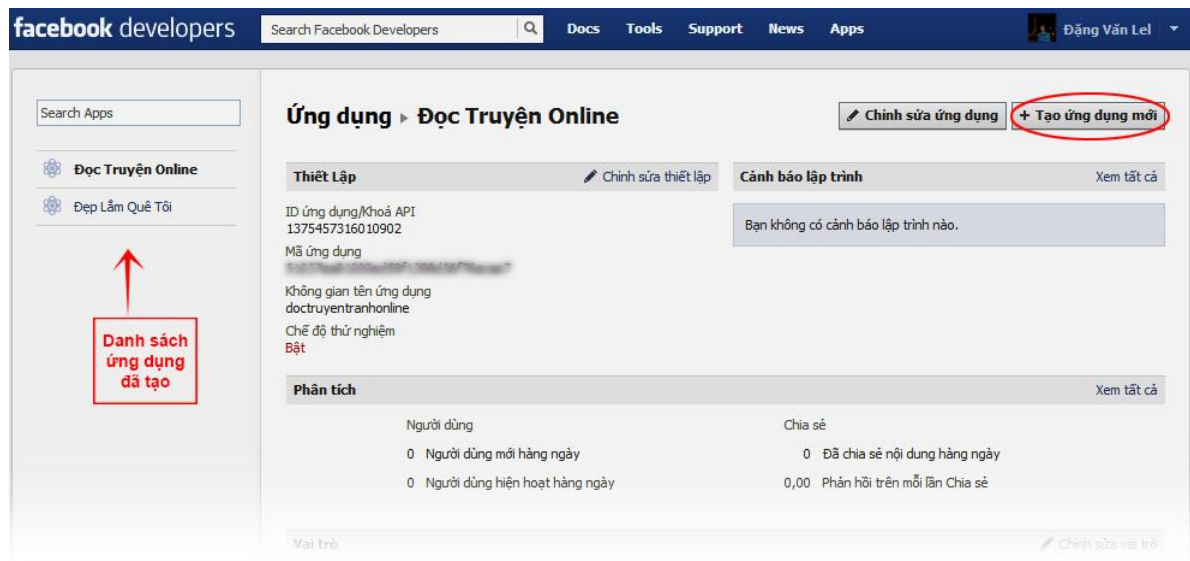 facebook developers Search Facebook Developers Docs Tools Support News Apps Đặng Văn Lel
Search Apps
Đọc Truyện Online
Đẹp Lắm Quê Tôi
Danh sách
ứng dụng
đã tạo
Ứng dụng ▸ Đọc Truyện Online Chỉnh sửa ứng dụng + Tạo ứng dụng mới
Thiết Lập Chỉnh sửa thiết lập
ID ứng dụng/Khoá API
1375457316010902
Mã ứng dụng
Không gian tên ứng dụng
doctruyentranhonline
Chế độ thử nghiệm
Bật
Cảnh báo lập trình Xem tất cả
Bạn không có cảnh báo lập trình nào.
Phân tích Xem tất cả
Người dùng
0 Người dùng mới hàng ngày
0 Người dùng hiện hoạt hàng ngày
Chia sẻ
0 Đã chia sẻ nội dung hàng ngày
0,00 Phản hồi trên mỗi lần Chia sẻ
Vai trò Chỉnh sửa vai trò